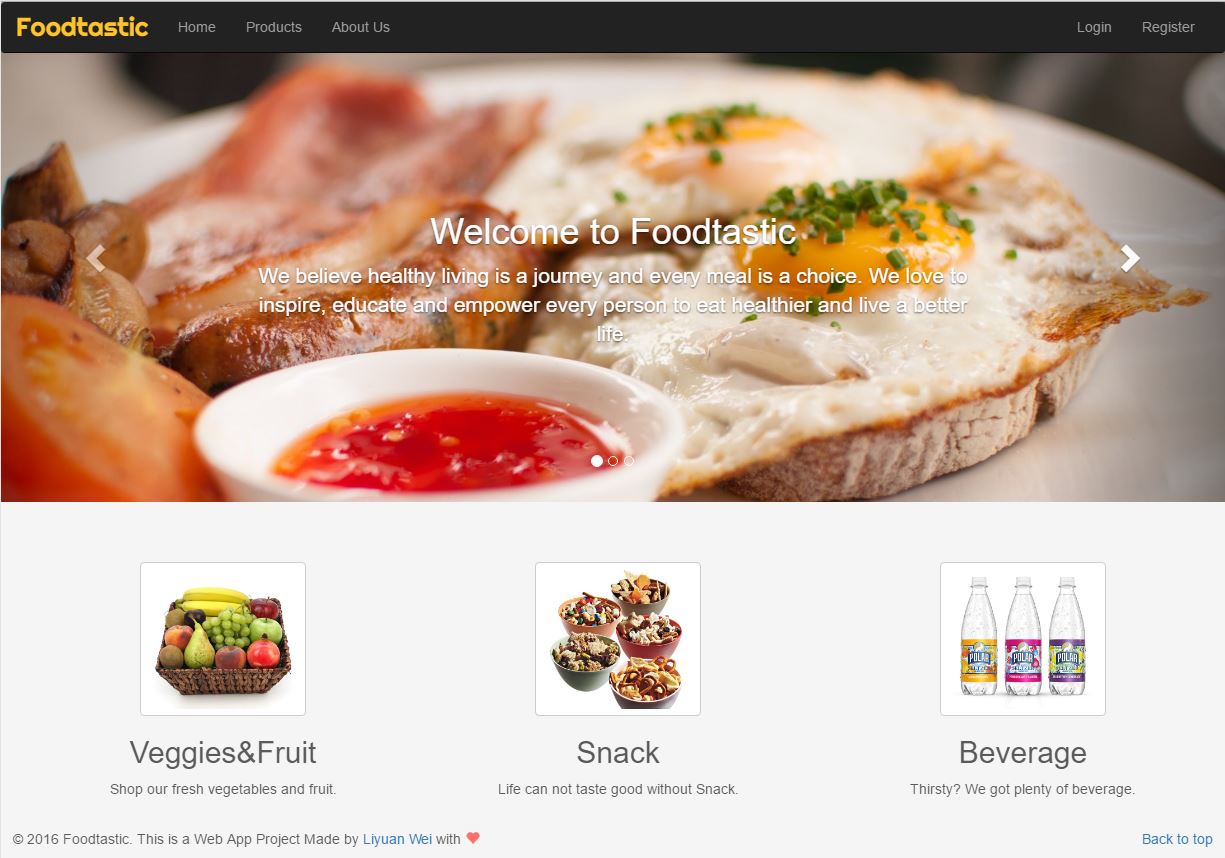 Foodtastic Home Products About Us Login Register
Welcome to Foodtastic
We believe healthy living is a journey and every meal is a choice. We love to
inspire, educate and empower every person to eat healthier and live a better
life.
POLAR POLAR POLAR
Veggies&Fruit Snack Beverage
Shop our fresh vegetables and fruit. Life can not taste good without Snack. Thirsty? We got plenty of beverage.
© 2016 Foodtastic. This is a Web App Project Made by Liyuan Wei with ❤ Back to top